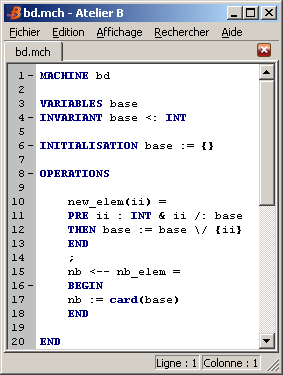 bd.mch - Atelier B
Fichier Edition Affichage Rechercher Aide
bd.mch
1 MACHINE bd
2
3 VARIABLES base
4 INVARIANT base <: INT
5
6 INITIALISATION base := {}
7
8 OPERATIONS
9
10 new_elem(ii) =
11 PRE ii : INT & ii /: base
12 THEN base := base \/ {ii}
13 END
14 ;
15 nb <-- nb_elem =
16 BEGIN
17 nb := card(base)
18 END
19
20 END
Ligne : 1 Colonne : 1